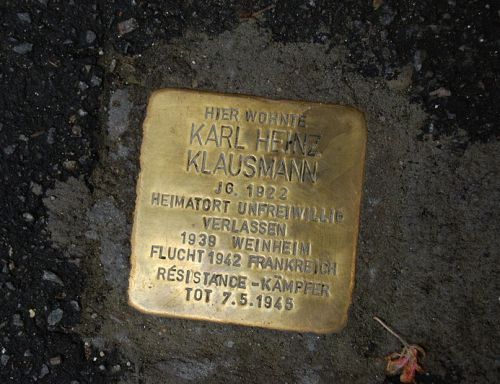 HIER WOHNTE
KARL HEINZ
KLAUSMANN
JG. 1922
HEIMATORT UNFREIWILLIG
VERLASSEN
1939 WEINHEIM
FLUCHT 1942 FRANKREICH
RÉSISTANCE-KÄMPFER
TOT 7.5.1945